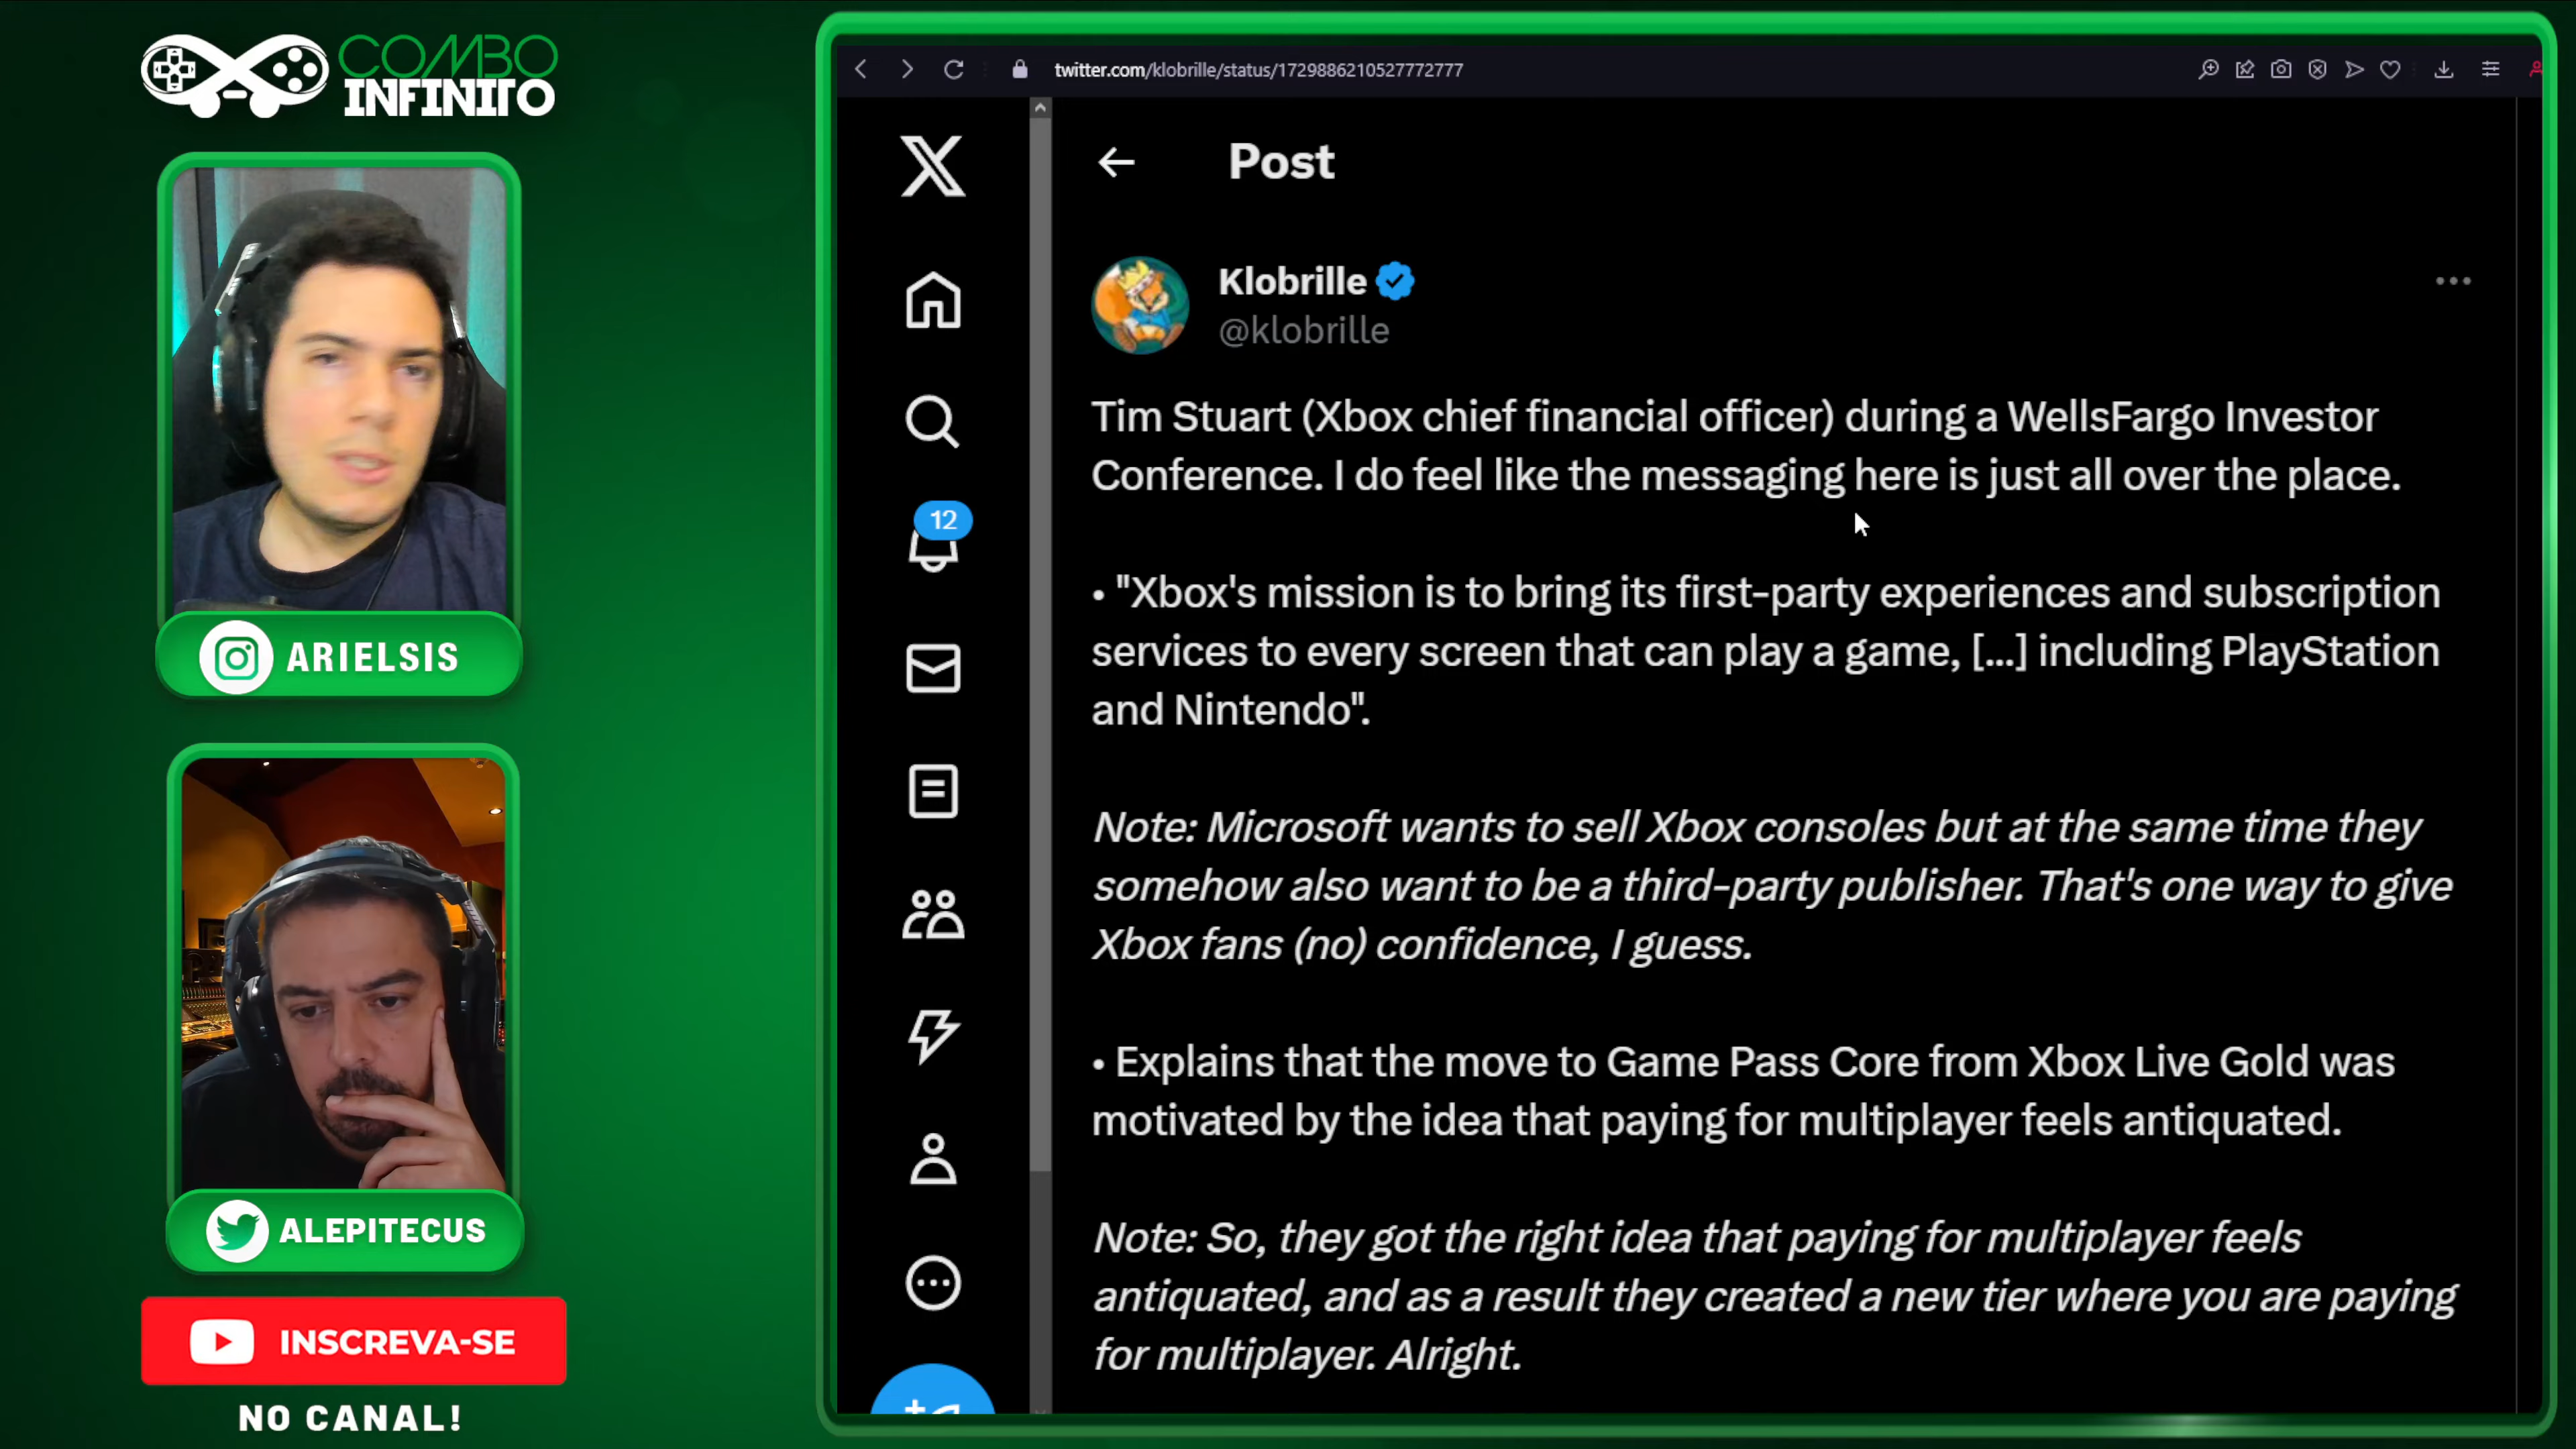 COMBO
INFINITO
ARIELSIS
ALEPITECUS
INSCREVA-SE
NO CANAL!
twitter.com/klobrille/status/1729886210527772777
Post
12
Klobrille
@klobrille
Tim Stuart (Xbox chief financial officer) during a WellsFargo Investor
Conference. I do feel like the messaging here is just all over the place.
• "Xbox's mission is to bring its first-party experiences and subscription
services to every screen that can play a game, [...] including PlayStation
and Nintendo".
Note: Microsoft wants to sell Xbox consoles but at the same time they
somehow also want to be a third-party publisher. That's one way to give
Xbox fans (no) confidence, I guess.
• Explains that the move to Game Pass Core from Xbox Live Gold was
motivated by the idea that paying for multiplayer feels antiquated.
Note: So, they got the right idea that paying for multiplayer feels
antiquated, and as a result they created a new tier where you are paying
for multiplayer. Alright.